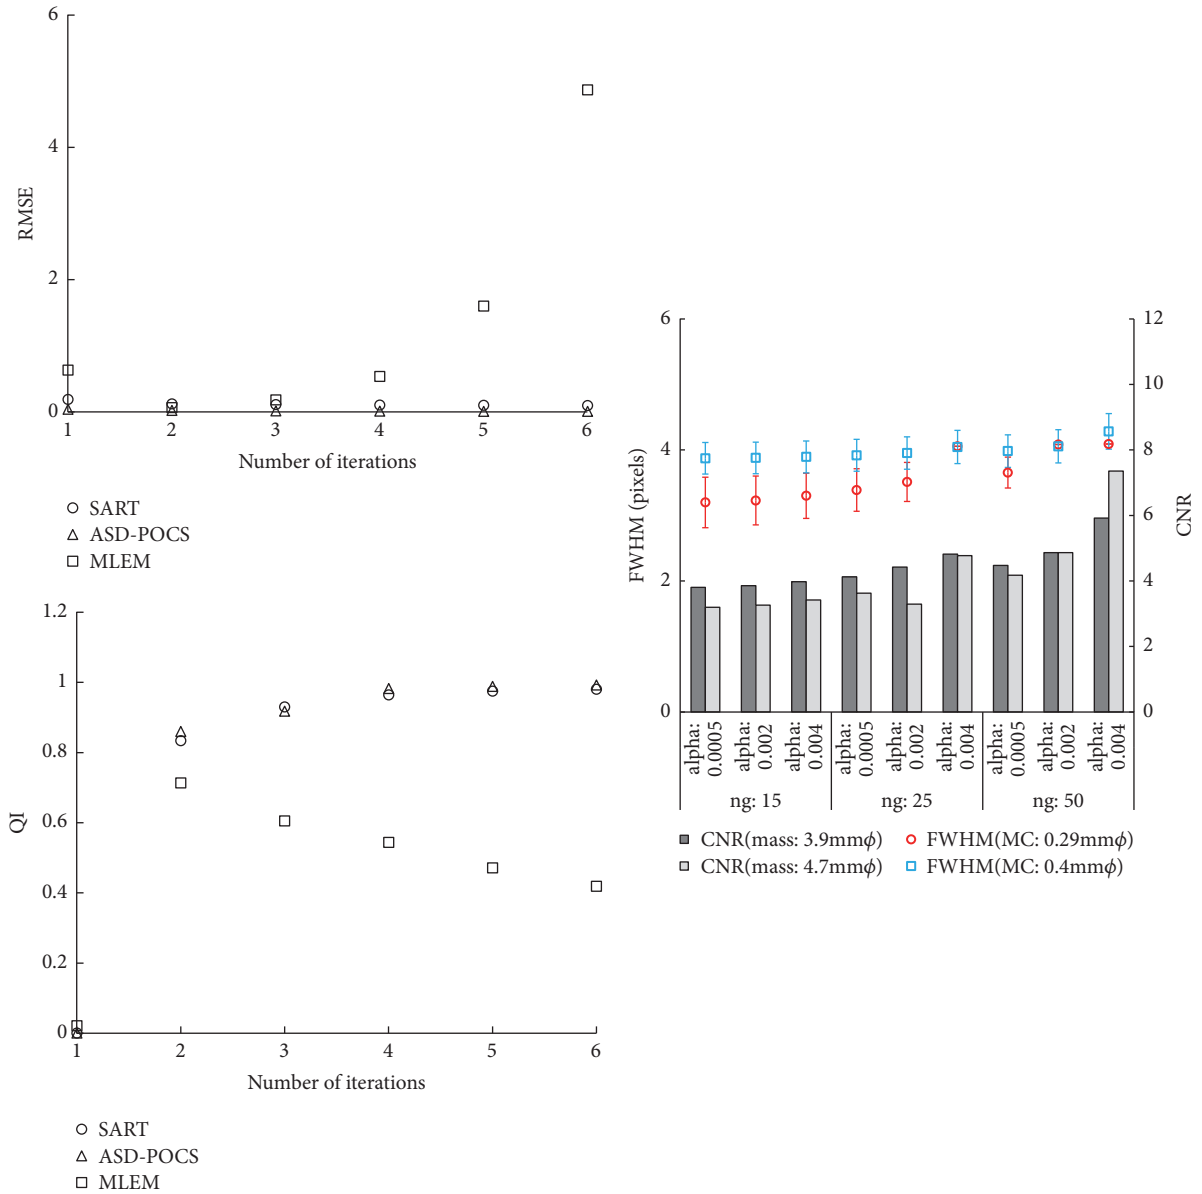 6
4
2
0
RMSE
1
2
3
4
5
6
Number of iterations
SART
ASD-POCS
MLEM
1.2
1
0.8
0.6
0.4
0.2
0
QI
1
2
3
4
5
6
Number of iterations
SART
ASD-POCS
MLEM
6
4
2
0
FWHM (pixels)
12
10
8
6
4
2
0
CNR
alpha:
0.0005
alpha:
0.002
alpha:
0.004
alpha:
0.0005
alpha:
0.002
alpha:
0.004
alpha:
0.0005
alpha:
0.002
alpha:
0.004
ng: 15
ng: 25
ng: 50
CNR(mass: 3.9mmϕ)
CNR(mass: 4.7mmϕ)
FWHM(MC: 0.29mmϕ)
FWHM(MC: 0.4mmϕ)